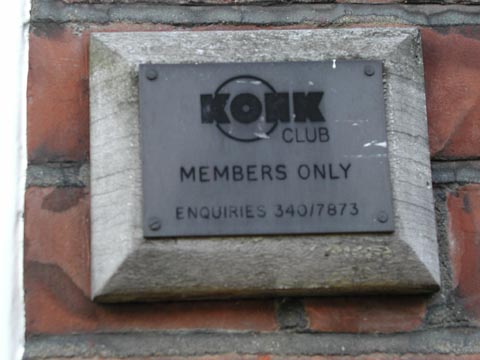 KONK
CLUB
MEMBERS ONLY
ENQUIRIES 340/7873